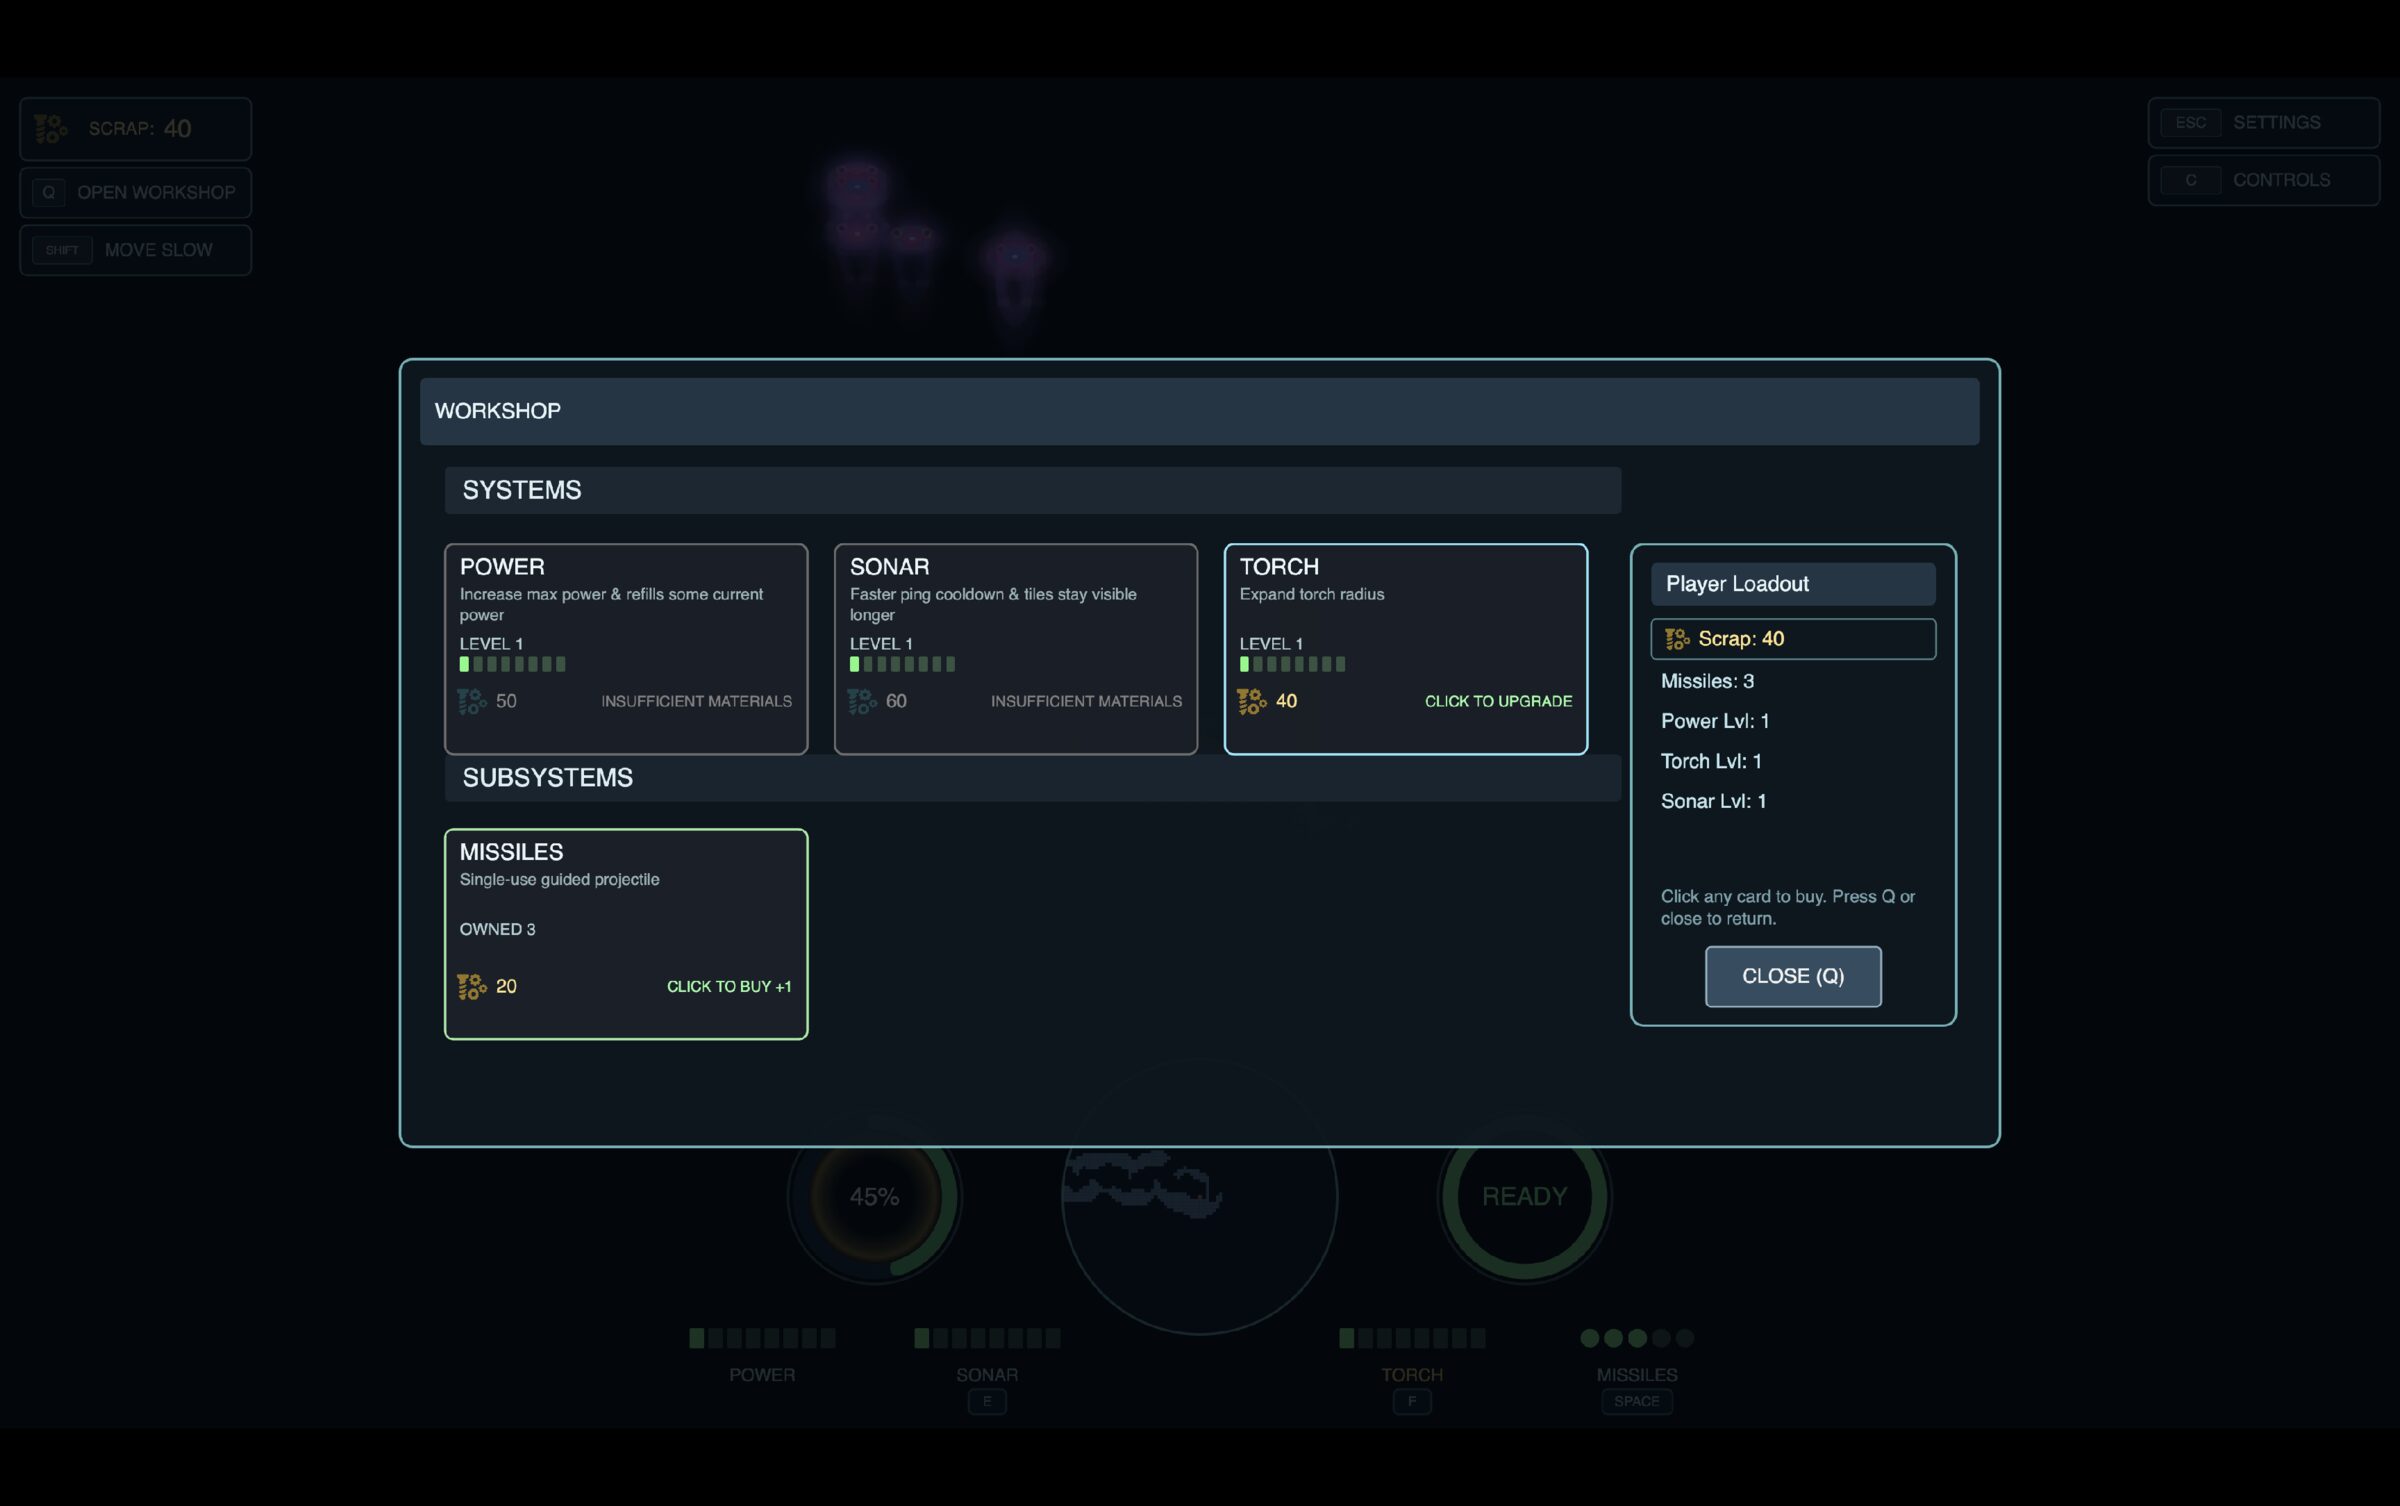 SCRAP: 40
Q OPEN WORKSHOP
SHIFT MOVE SLOW
ESC SETTINGS
C CONTROLS
WORKSHOP
SYSTEMS
POWER
Increase max power & refills some current
power
LEVEL 1
50 INSUFFICIENT MATERIALS
SONAR
Faster ping cooldown & tiles stay visible
longer
LEVEL 1
60 INSUFFICIENT MATERIALS
TORCH
Expand torch radius
LEVEL 1
40 CLICK TO UPGRADE
SUBSYSTEMS
MISSILES
Single-use guided projectile
OWNED 3
20 CLICK TO BUY +1
Player Loadout
Scrap: 40
Missiles: 3
Power Lvl: 1
Torch Lvl: 1
Sonar Lvl: 1
Click any card to buy. Press Q or
close to return.
CLOSE (Q)
45%
READY
POWER
SONAR
E
TORCH
F
MISSILES
SPACE